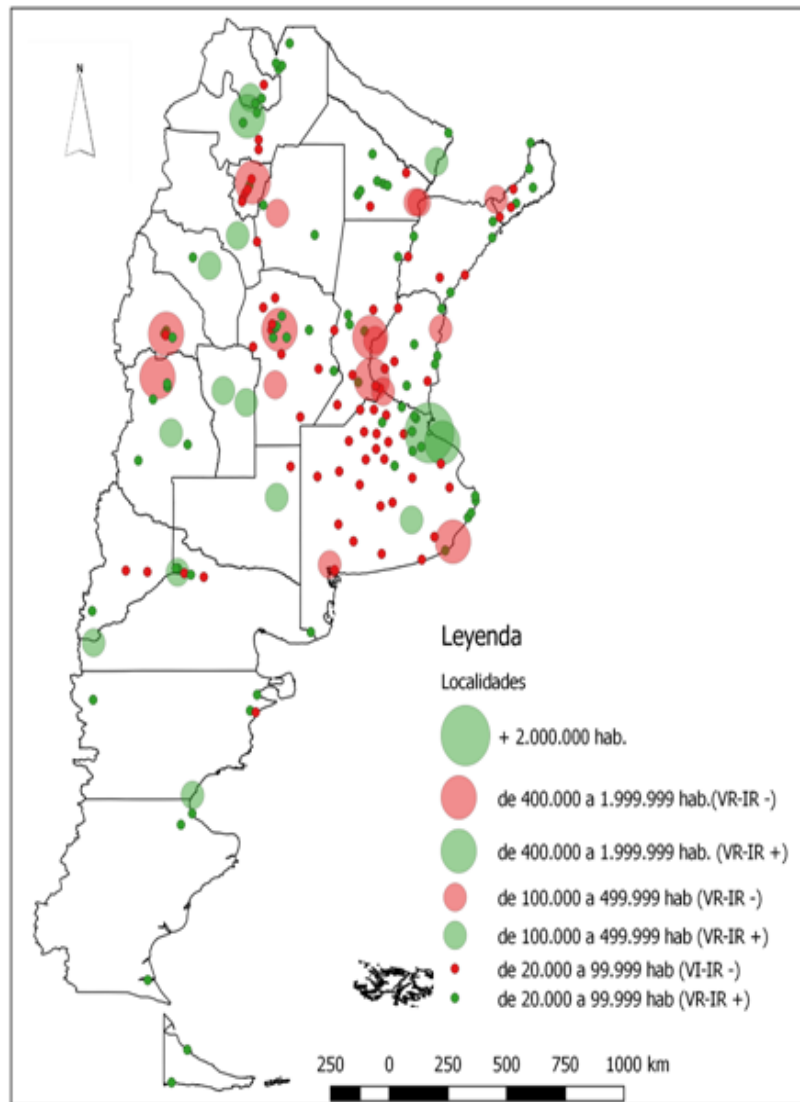 N
Leyenda
Localidades
+ 2.000.000 hab.
de 400.000 a 1.999.999 hab.(VR-IR -)
de 400.000 a 1.999.999 hab. (VR-IR +)
de 100.000 a 499.999 hab (VR-IR -)
de 100.000 a 499.999 hab (VR-IR +)
de 20.000 a 99.999 hab (VI-IR -)
de 20.000 a 99.999 hab (VR-IR +)
250 0 250 500 750 1000 km